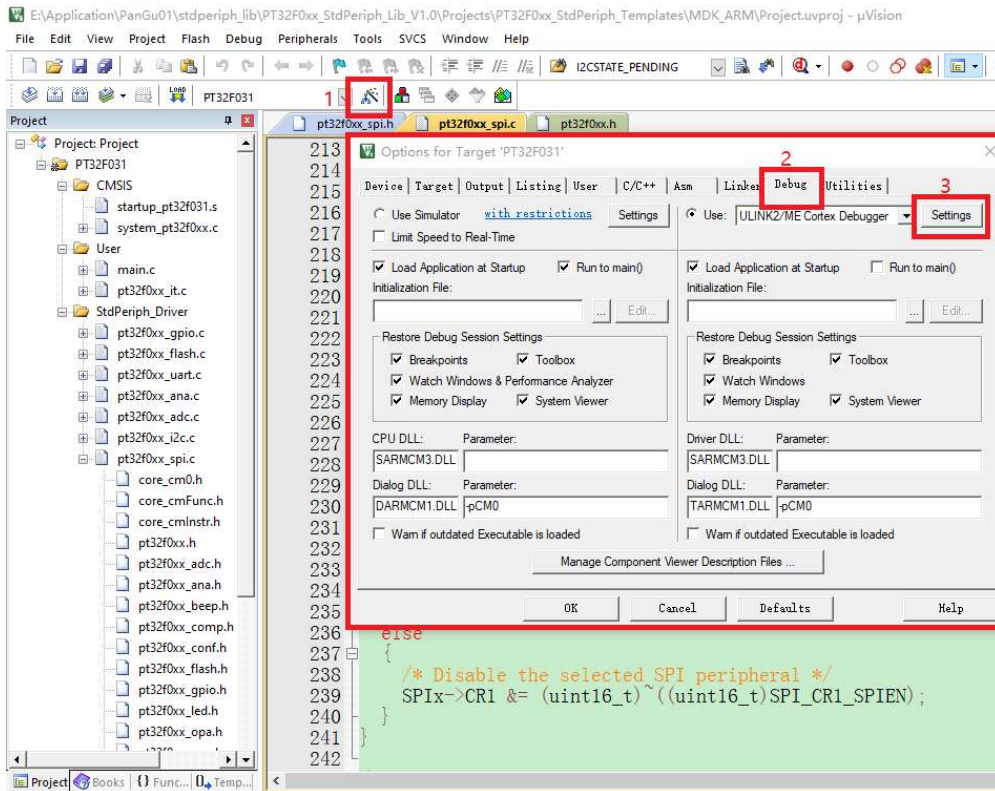 E:\Application\PanGu01\stdperiph_lib\PT32F0xx_StdPeriph_Lib_V1.0\Projects\PT32F0xx_StdPeriph_Templates\MDK_ARM\Project.uvproj - µVision
File Edit View Project Flash Debug Peripherals Tools SVCS Window Help
I2CSTATE_PENDING
PT32F031
1
Project
pt32f0xx_spi.h pt32f0xx_spi.c pt32f0xx.h
Project: Project
PT32F031
CMSIS
startup_pt32f031.s
system_pt32f0xx.c
User
main.c
pt32f0xx_it.c
StdPeriph_Driver
pt32f0xx_gpio.c
pt32f0xx_flash.c
pt32f0xx_uart.c
pt32f0xx_ana.c
pt32f0xx_adc.c
pt32f0xx_i2c.c
pt32f0xx_spi.c
core_cm0.h
core_cmFunc.h
core_cmInstr.h
pt32f0xx.h
pt32f0xx_adc.h
pt32f0xx_ana.h
pt32f0xx_beep.h
pt32f0xx_comp.h
pt32f0xx_conf.h
pt32f0xx_flash.h
pt32f0xx_gpio.h
pt32f0xx_led.h
pt32f0xx_opa.h
Project Books {} Func... Temp...
213
214
215
216
217
218
219
220
221
222
223
224
225
226
227
228
229
230
231
232
233
234
235
Options for Target 'PT32F031'
2
3
Device Target Output Listing User C/C++ Asm Linker Debug Utilities
Use Simulator with restrictions Settings Use: ULINK2/ME Cortex Debugger Settings
Limit Speed to Real-Time
Load Application at Startup Run to main() Load Application at Startup Run to main()
Initialization File: Initialization File:
... Edit... ... Edit...
Restore Debug Session Settings Restore Debug Session Settings
Breakpoints Toolbox Breakpoints Toolbox
Watch Windows & Performance Analyzer Watch Windows
Memory Display System Viewer Memory Display System Viewer
CPU DLL: Parameter: Driver DLL: Parameter:
SARMCM3.DLL SARMCM3.DLL
Dialog DLL: Parameter: Dialog DLL: Parameter:
DARMCM1.DLL -pCM0 TARMCM1.DLL -pCM0
Warn if outdated Executable is loaded Warn if outdated Executable is loaded
Manage Component Viewer Description Files ...
OK Cancel Defaults Help
236 else
237 {
238 /* Disable the selected SPI peripheral */
239 SPIx->CR1 &= (uint16_t)~((uint16_t)SPI_CR1_SPIEN);
240 }
241 }
242